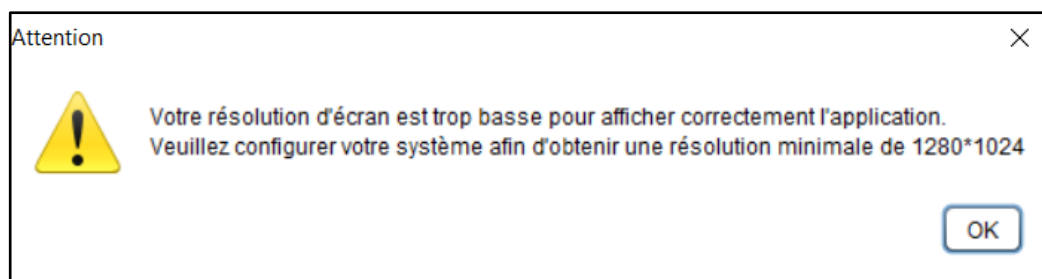 Attention
Votre résolution d'écran est trop basse pour afficher correctement l'application.
Veuillez configurer votre système afin d'obtenir une résolution minimale de 1280*1024
OK